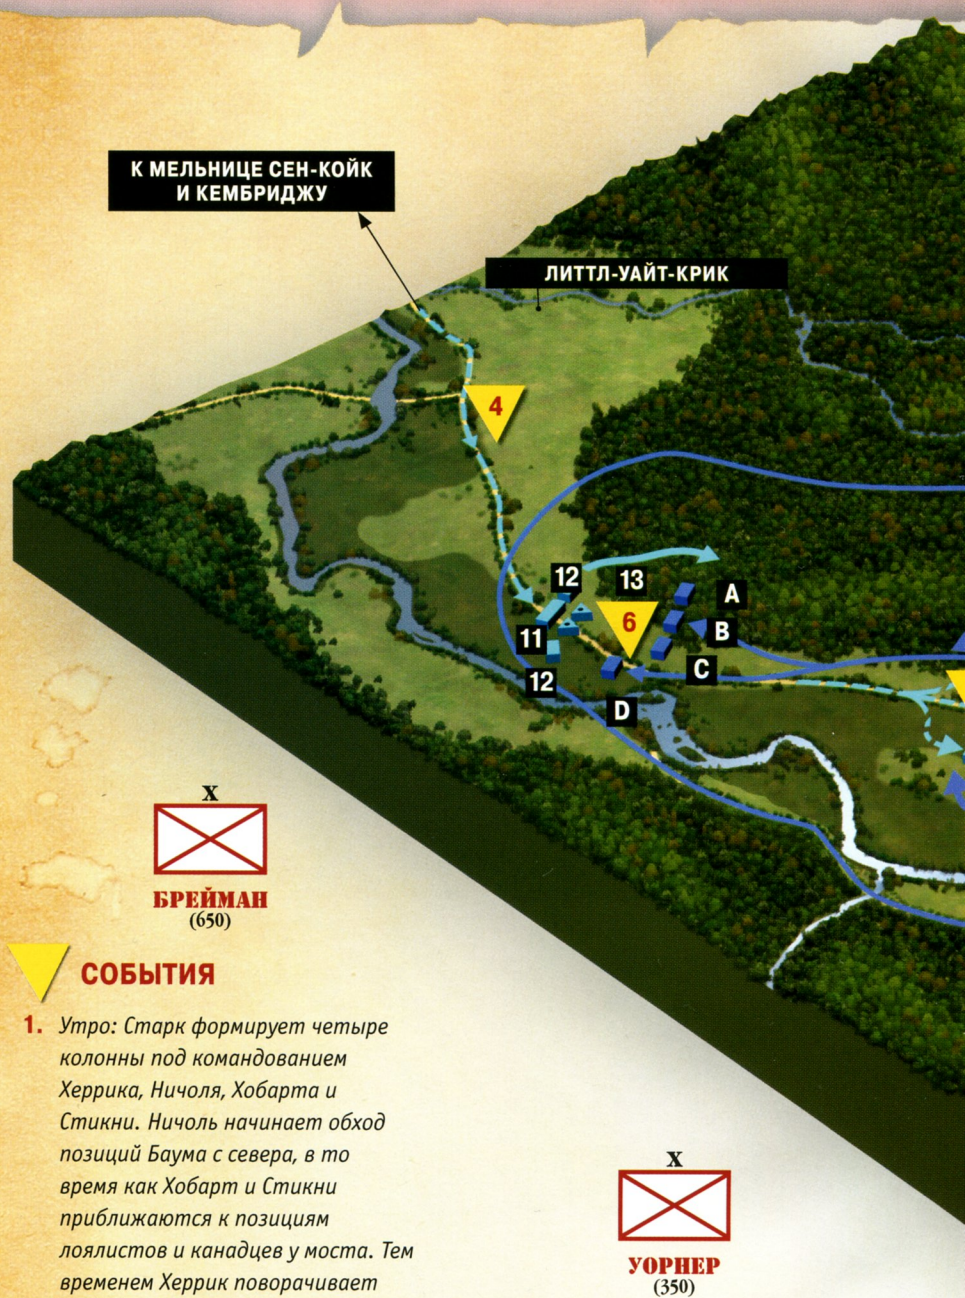 К МЕЛЬНИЦЕ СЕН-КОЙК
И КЕМБРИДЖУ
ЛИТТЛ-УАЙТ-КРИК
4
12
13
A
6
B
11
C
12
D
X
БРЕЙМАН
(650)
СОБЫТИЯ
1. Утро: Старк формирует четыре
колонны под командованием
Херрика, Ничоля, Хобарта и
Стикни. Ничоль начинает обход
позиций Баума с севера, в то
время как Хобарт и Стикни
приближаются к позициям
лоялистов и канадцев у моста. Тем
временем Херрик поворачивает
X
УОРНЕР
(350)